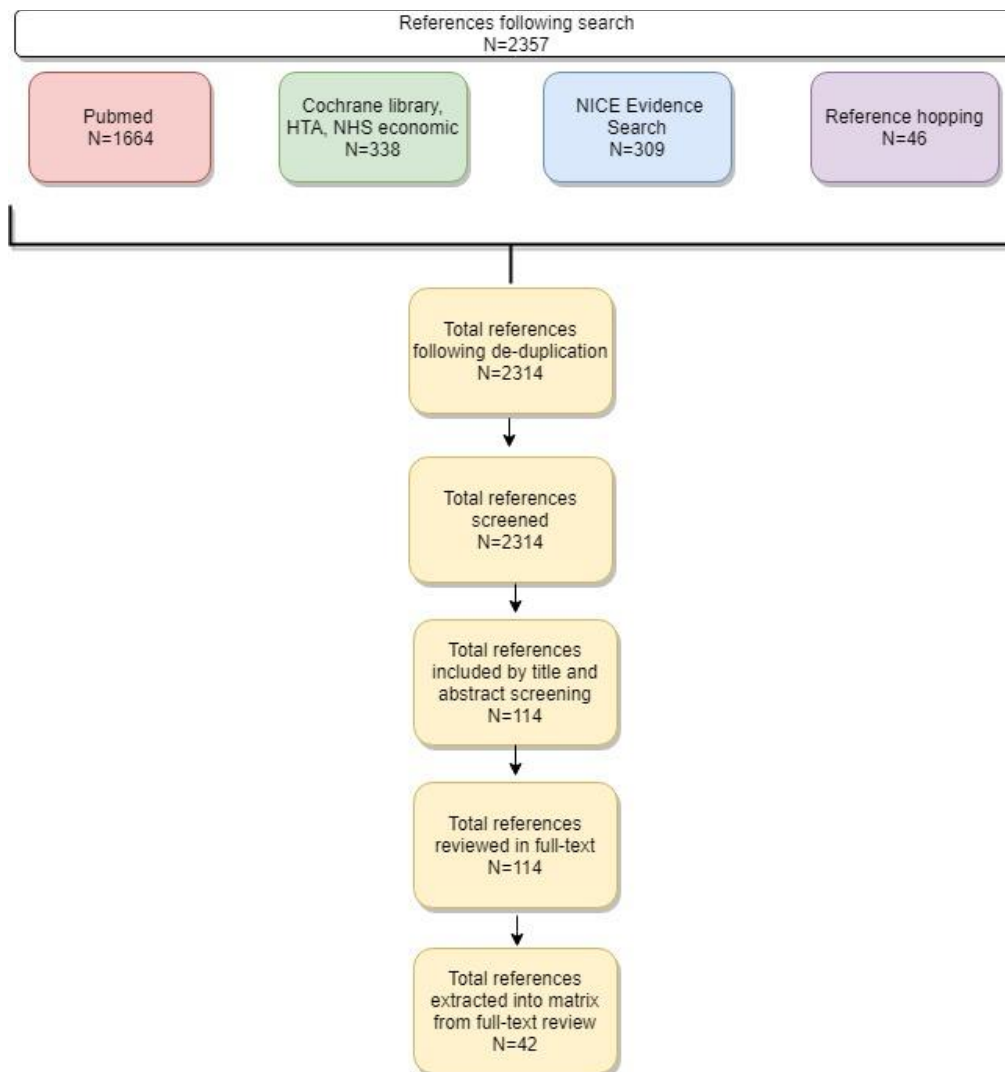 References following search
N=2357
Pubmed
N=1664
Cochrane library,
HTA, NHS economic
N=338
NICE Evidence
Search
N=309
Reference hopping
N=46
Total references
following de-duplication
N=2314
Total references
screened
N=2314
Total references
included by title and
abstract screening
N=114
Total references
reviewed in full-text
N=114
Total references
extracted into matrix
from full-text review
N=42